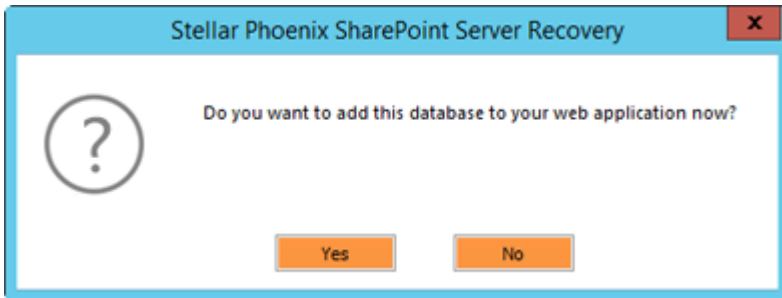 Stellar Phoenix SharePoint Server Recovery
x
Do you want to add this database to your web application now?
?
Yes
No